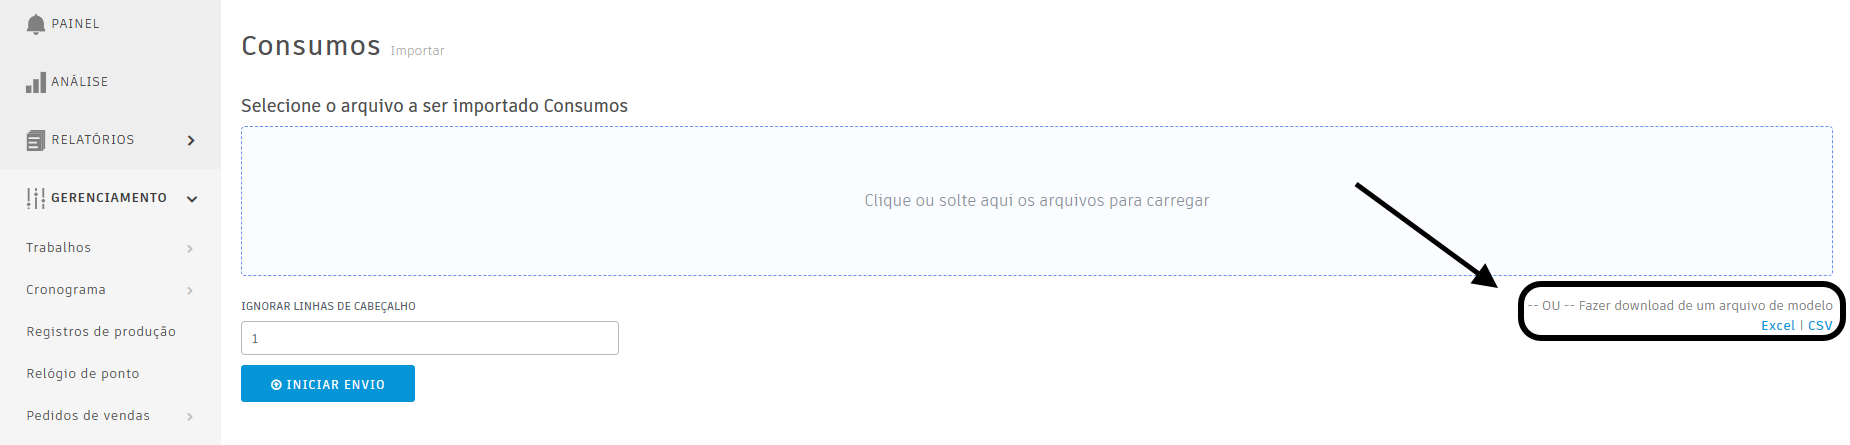 PAINEL
ANÁLISE
RELATÓRIOS
GERENCIAMENTO
Trabalhos
Cronograma
Registros de produção
Relógio de ponto
Pedidos de vendas
Consumos Importar
Selecione o arquivo a ser importado Consumos
Clique ou solte aqui os arquivos para carregar
IGNORAR LINHAS DE CABEÇALHO
1
INICIAR ENVIO
-- OU -- Fazer download de um arquivo de modelo
Excel | CSV